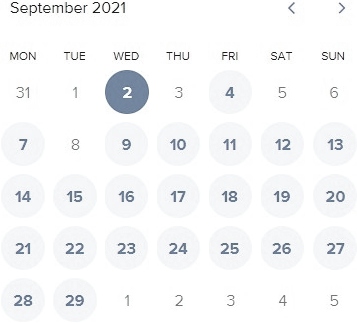 September 2021
MON TUE WED THU FRI SAT SUN
31 1 2 3 4 5 6
7 8 9 10 11 12 13
14 15 16 17 18 19 20
21 22 23 24 25 26 27
28 29 1 2 3 4 5